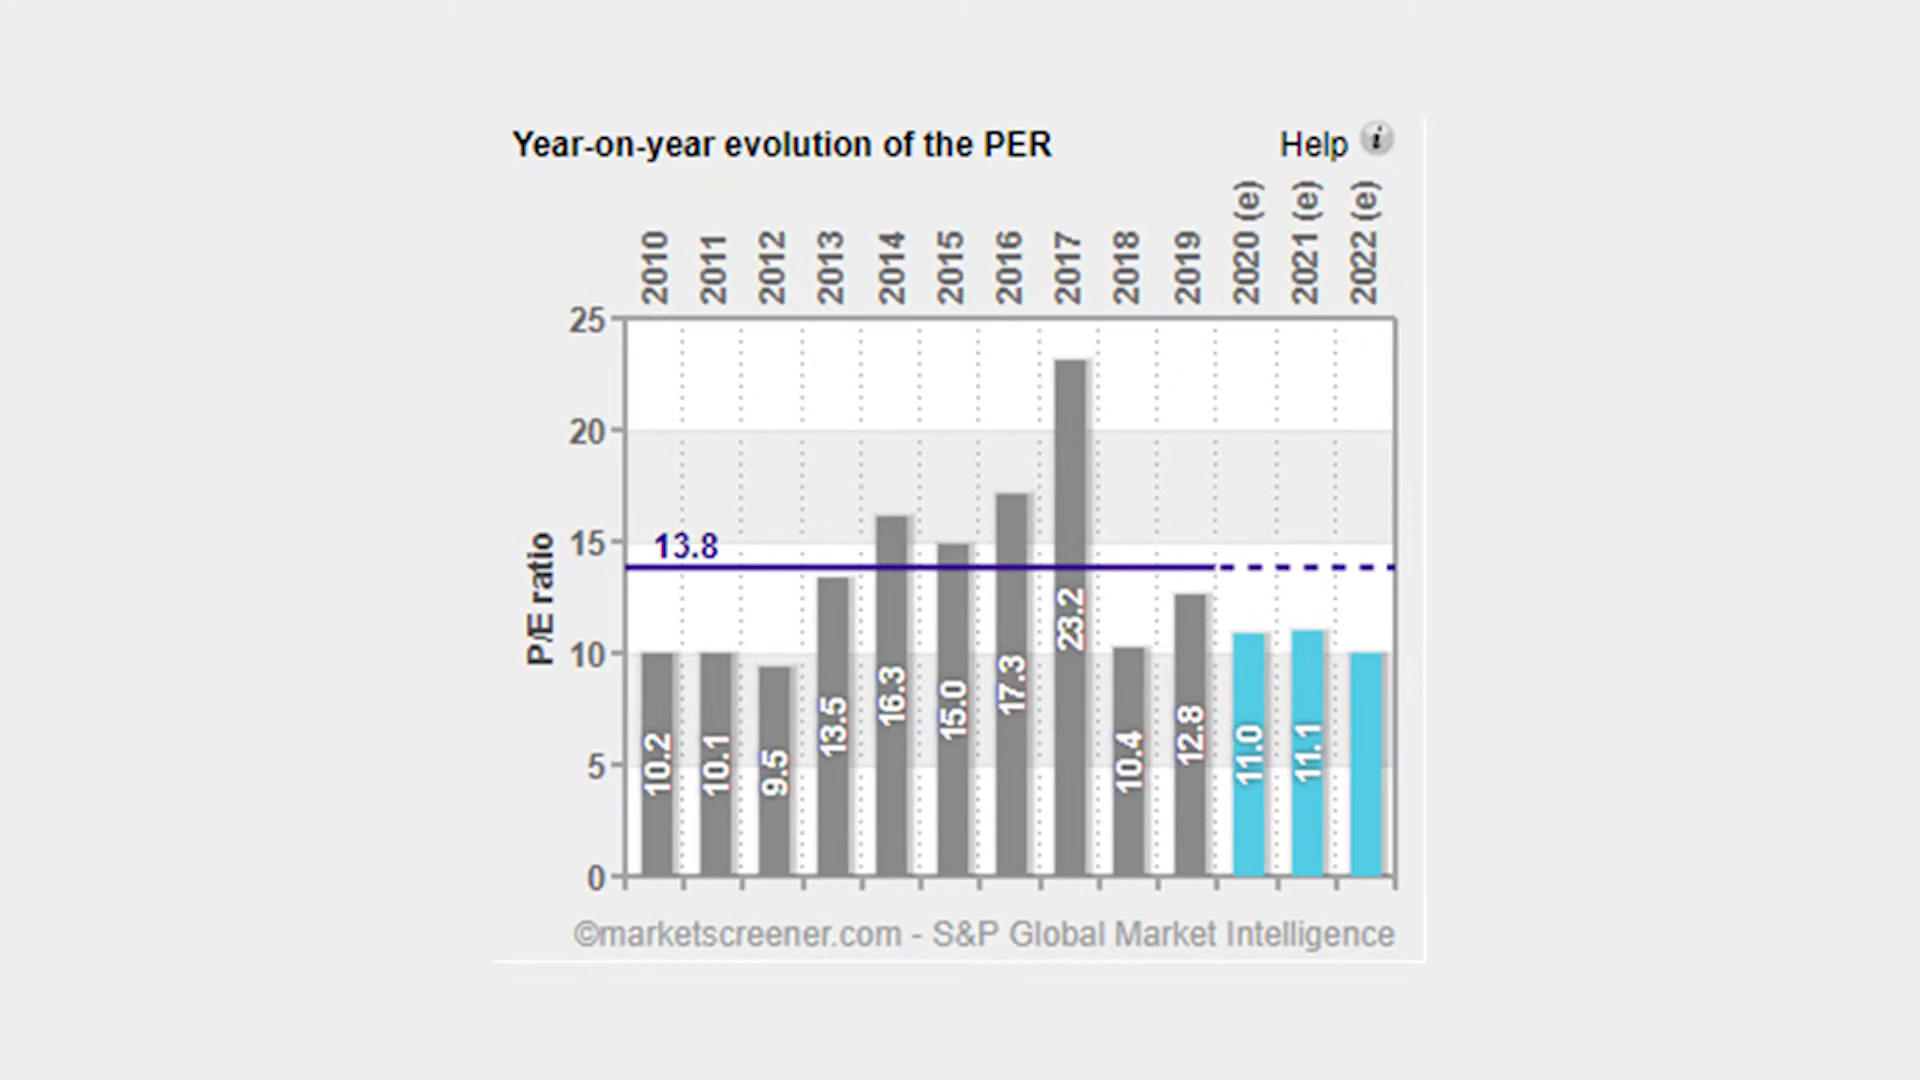 Year-on-year evolution of the PER
Help i
2010 2011 2012 2013 2014 2015 2016 2017 2018 2019 2020 (e) 2021 (e) 2022 (e)
25
20
15
10
5
0
P/E ratio
13.8
10.2 10.1 9.5 13.5 16.3 15.0 17.3 23.2 10.4 12.8 11.0 11.1
©marketscreener.com - S&P Global Market Intelligence